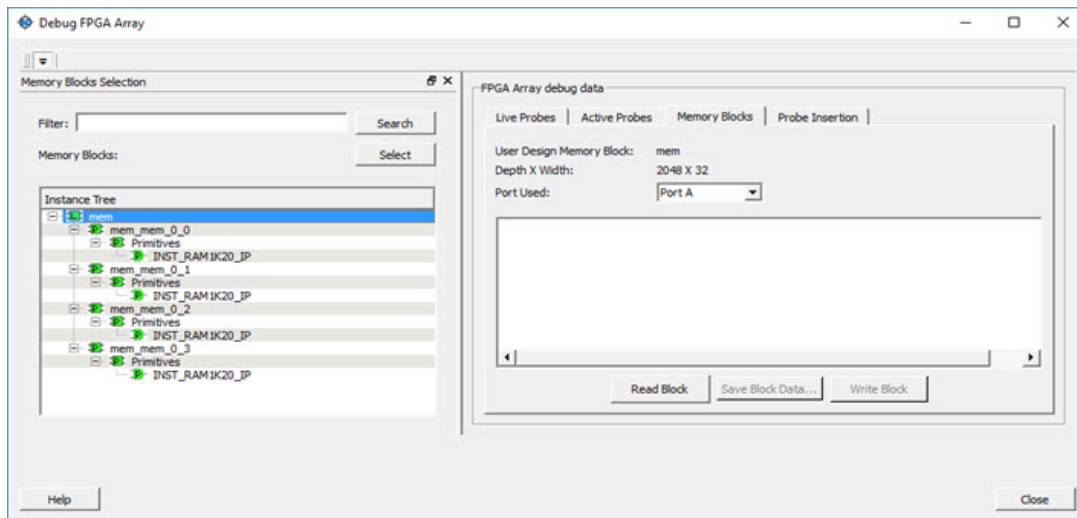 Debug FPGA Array
Memory Blocks Selection
Filter:
Search
Memory Blocks:
Select
Instance Tree
mem
mem_mem_0_0
Primitives
INST_RAM1K20_IP
mem_mem_0_1
Primitives
INST_RAM1K20_IP
mem_mem_0_2
Primitives
INST_RAM1K20_IP
mem_mem_0_3
Primitives
INST_RAM1K20_IP
FPGA Array debug data
Live Probes Active Probes Memory Blocks Probe Insertion
User Design Memory Block: mem
Depth X Width: 2048 X 32
Port Used: Port A
Read Block Save Block Data... Write Block
Help
Close